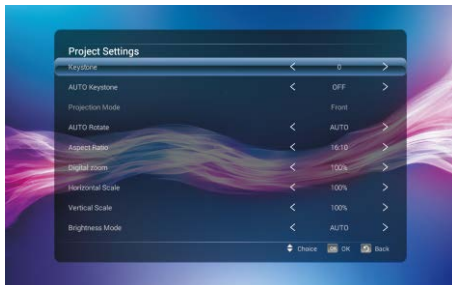 Project Settings
Keystone 0
AUTO Keystone OFF
Projection Mode Front
AUTO Rotate AUTO
Aspect Ratio 16:10
Digital zoom 100%
Horizontal Scale 100%
Vertical Scale 100%
Brightness Mode AUTO
Choice OK OK Back